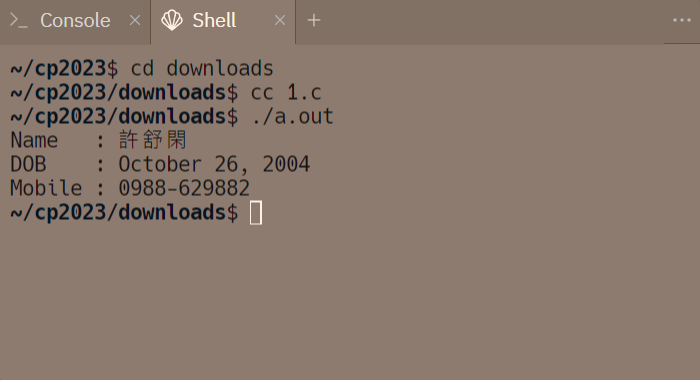 Console × Shell × + ...
~/cp2023$ cd downloads
~/cp2023/downloads$ cc 1.c
~/cp2023/downloads$ ./a.out
Name   : 許舒閑
DOB    : October 26, 2004
Mobile : 0988-629882
~/cp2023/downloads$